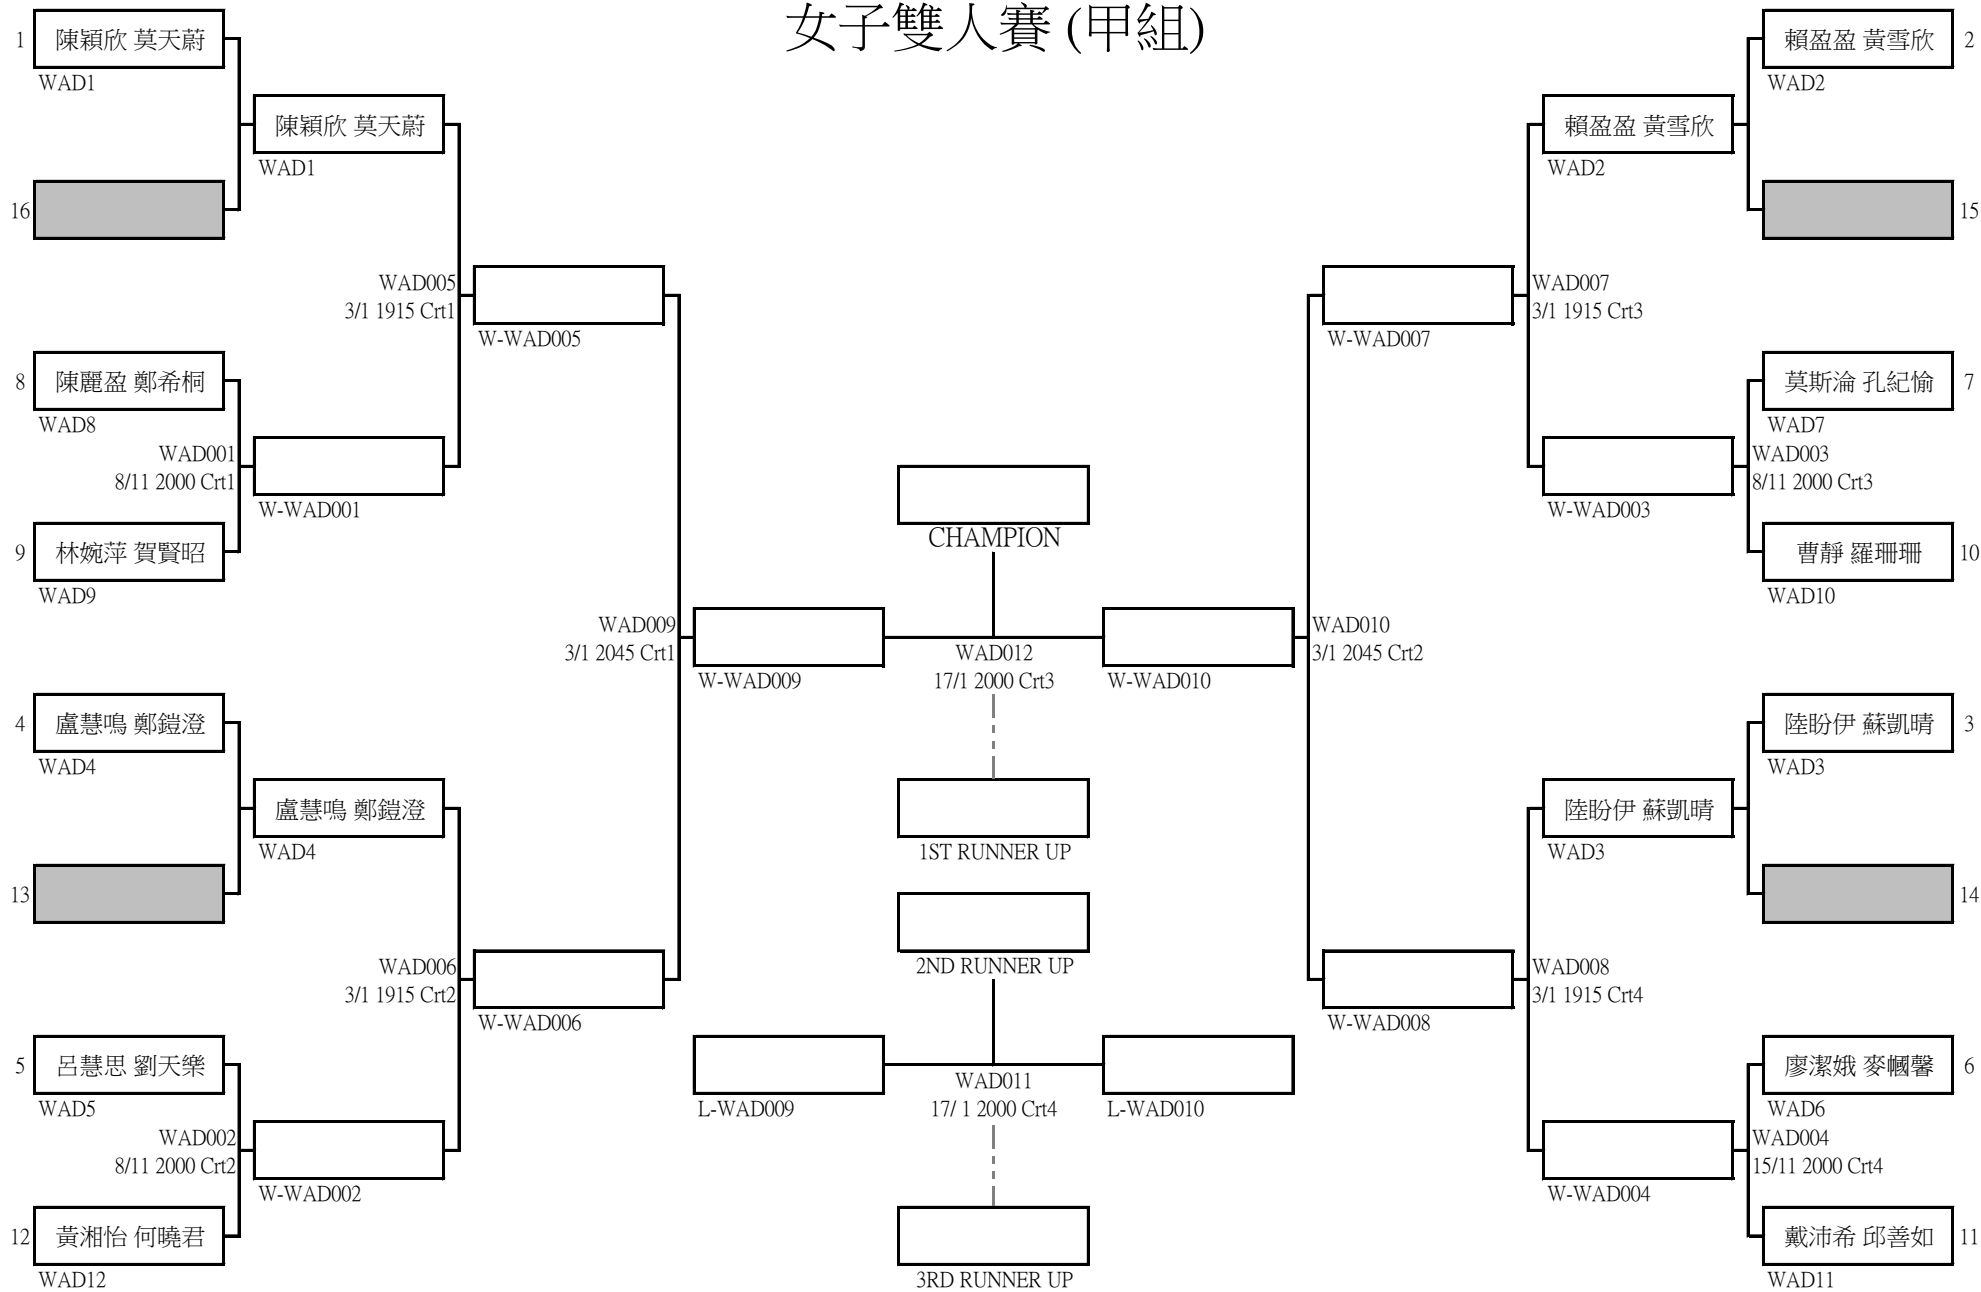 女子雙人賽 (甲組)
1
陳穎欣 莫天蔚
WAD1
16
陳穎欣 莫天蔚
WAD1
WAD005
3/1 1915 Crt1
W-WAD005
8
陳麗盈 鄭希桐
WAD8
WAD001
8/11 2000 Crt1
W-WAD001
9
林婉萍 賀賢昭
WAD9
WAD009
3/1 2045 Crt1
W-WAD009
4
盧慧鳴 鄭鎧澄
WAD4
13
盧慧鳴 鄭鎧澄
WAD4
WAD006
3/1 1915 Crt2
W-WAD006
5
呂慧思 劉天樂
WAD5
WAD002
8/11 2000 Crt2
W-WAD002
12
黃湘怡 何曉君
WAD12
CHAMPION
WAD012
17/1 2000 Crt3
1ST RUNNER UP
2ND RUNNER UP
L-WAD009
WAD011
17/ 1 2000 Crt4
L-WAD010
3RD RUNNER UP
賴盈盈 黃雪欣
2
WAD2
賴盈盈 黃雪欣
WAD2
15
W-WAD007
WAD007
3/1 1915 Crt3
莫斯淪 孔紀愉
7
WAD7
WAD003
8/11 2000 Crt3
W-WAD003
曹靜 羅珊珊
10
WAD10
W-WAD010
WAD010
3/1 2045 Crt2
陸盼伊 蘇凱晴
3
WAD3
陸盼伊 蘇凱晴
WAD3
14
W-WAD008
WAD008
3/1 1915 Crt4
廖潔娥 麥幗馨
6
WAD6
WAD004
15/11 2000 Crt4
W-WAD004
戴沛希 邱善如
11
WAD11